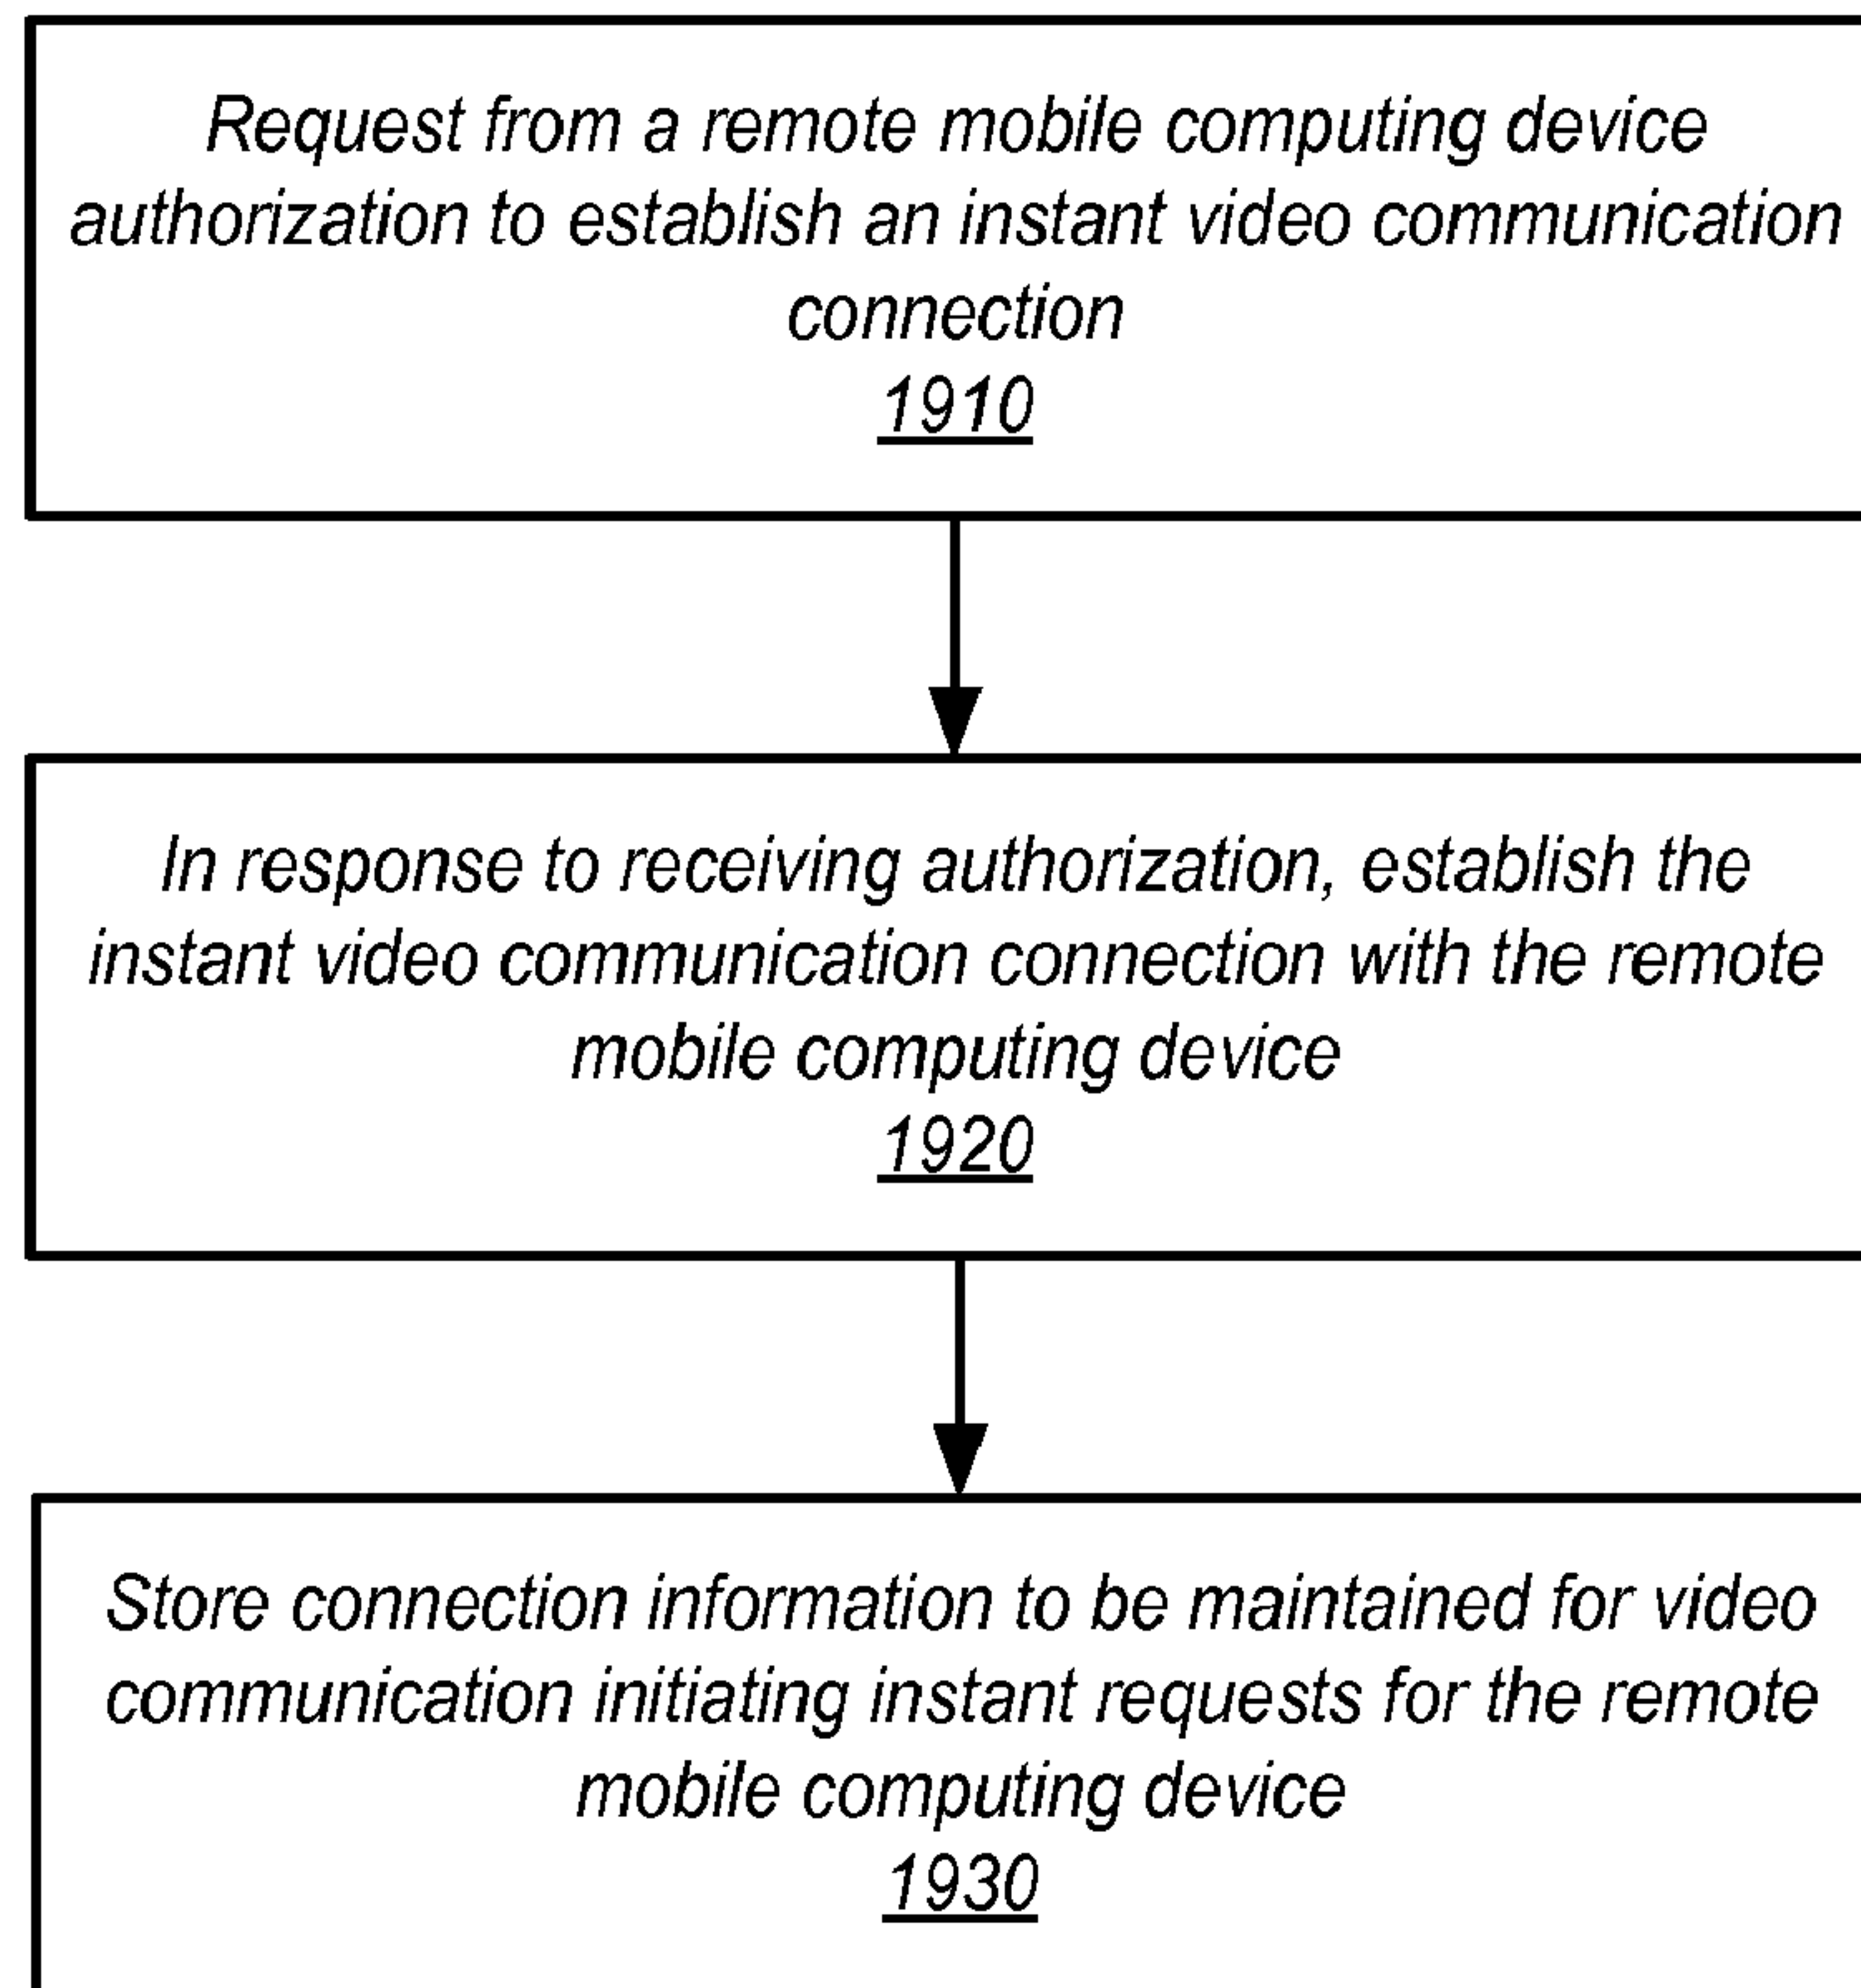 Request from a remote mobile computing device
authorization to establish an instant video communication
connection
1910
In response to receiving authorization, establish the
instant video communication connection with the remote
mobile computing device
1920
Store connection information to be maintained for video
communication initiating instant requests for the remote
mobile computing device
1930